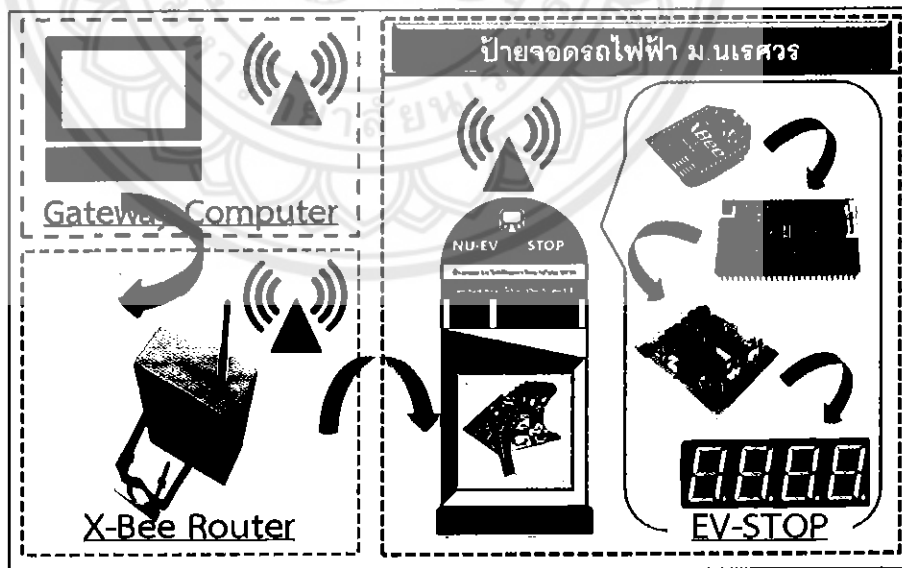 ป้ายจอดรถไฟฟ้า ม.นเรศวร
Gateway Computer
NU-EV STOP
XBee
X-Bee Router
EV-STOP